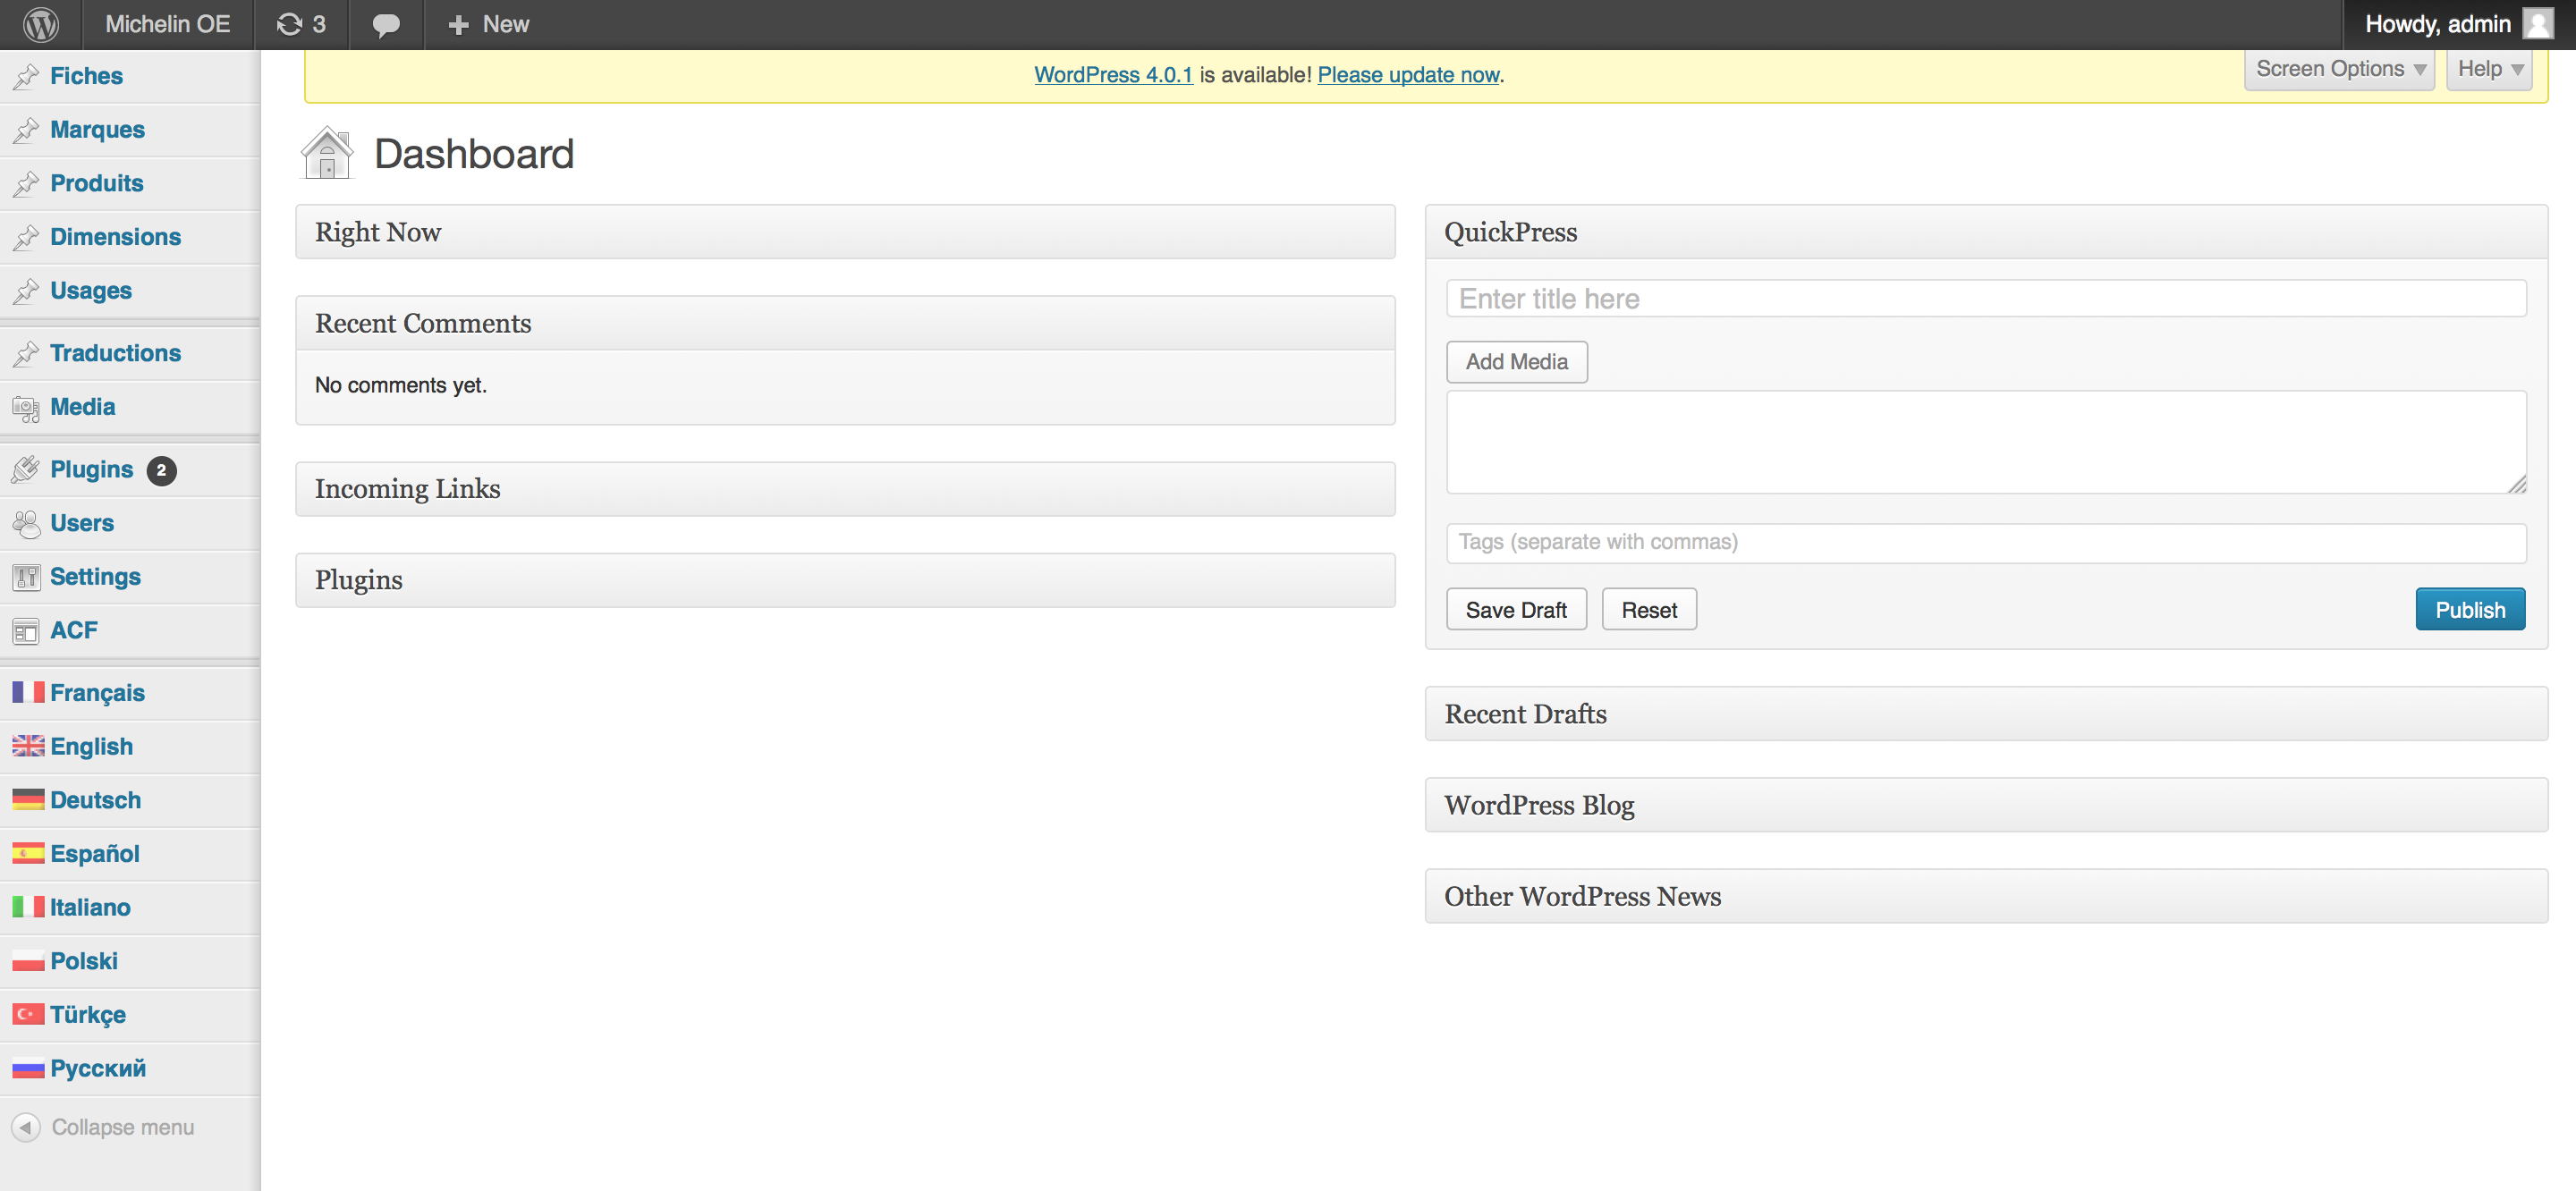 Michelin OE 3 New Howdy, admin
WordPress 4.0.1 is available! Please update now.
Screen Options Help
Fiches
Marques
Produits
Dimensions
Usages
Traductions
Media
Plugins 2
Users
Settings
ACF
Français
English
Deutsch
Español
Italiano
Polski
Türkçe
Русский
Collapse menu
Dashboard
Right Now
Recent Comments
No comments yet.
Incoming Links
Plugins
QuickPress
Enter title here
Add Media
Tags (separate with commas)
Save Draft Reset Publish
Recent Drafts
WordPress Blog
Other WordPress News